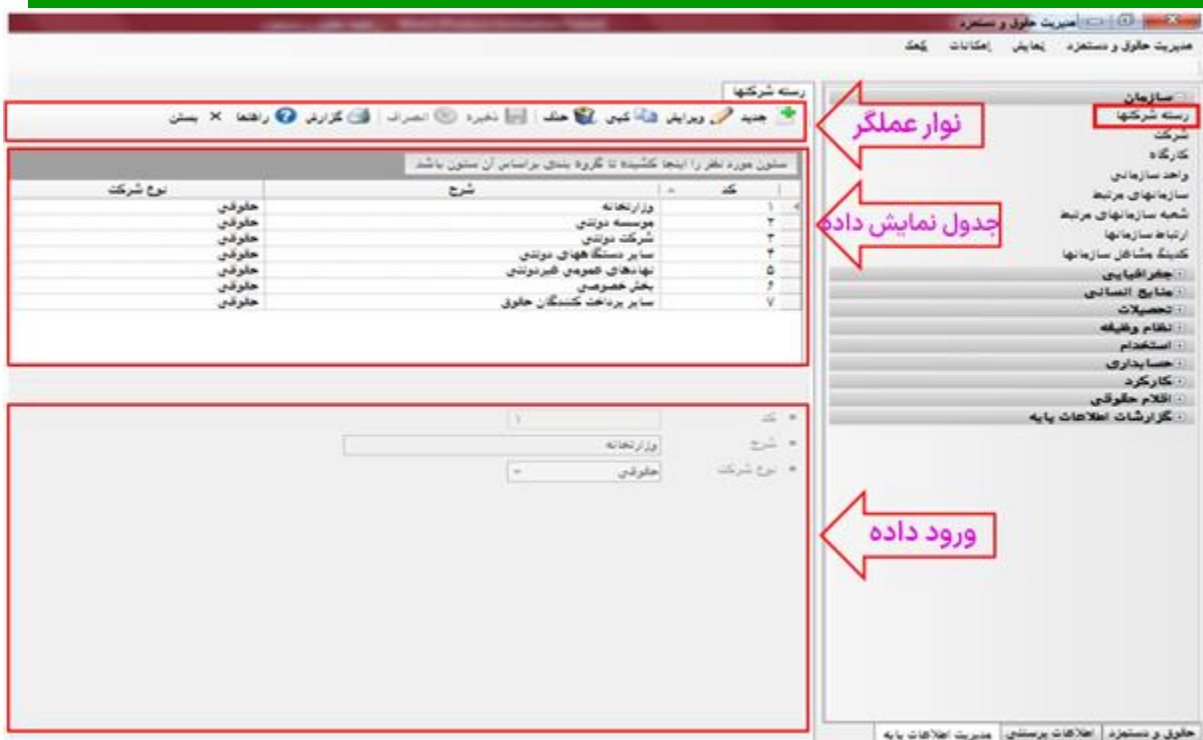 مدیریت حقوق و دستمزد
مدیریت حقوق و دستمزد نمایش امکانات کمک
سازمان
رسته شرکتها
شرکت
کارگاه
واحد سازمانی
سازمانهای مرتبط
شعبه سازمانهای مرتبط
ارتباط سازمانها
کدینگ مشاغل سازمانها
جغرافیایی
منابع انسانی
تحصیلات
نظام وظیفه
استخدام
حسابداری
کارکرد
اقلام حقوقی
گزارشات اطلاعات پایه
رسته شرکتها
جدید ویرایش کپی حذف ذخیره انصراف گزارش راهنما بستن
نوار عملگر
ستون مورد نظر را اینجا کشیده تا گروه بندی براساس آن ستون باشد
کد شرح نوع شرکت
۱ وزارتخانه حقوقی
۲ موسسه دولتی حقوقی
۳ شرکت دولتی حقوقی
۴ سایر دستگاههای دولتی حقوقی
۵ نهادهای عمومی غیردولتی حقوقی
۶ بخش خصوصی حقوقی
۷ سایر پرداخت کنندگان حقوق حقوقی
جدول نمایش داده
کد ۱
شرح وزارتخانه
نوع شرکت حقوقی
ورود داده
حقوق و دستمزد اطلاعات پرسنلی مدیریت اطلاعات پایه